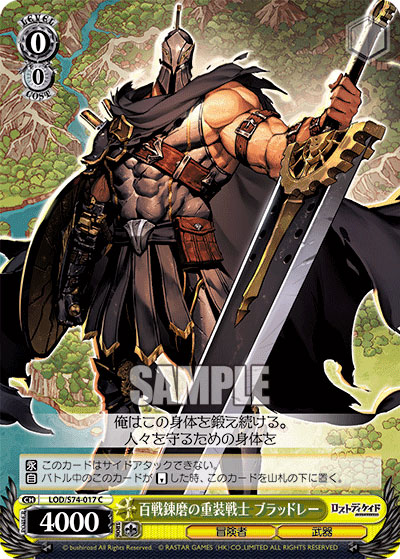 LEVEL
0
0
COST
SAMPLE
俺はこの身体を鍛え続ける。
人々を守るための身体を
永 このカードはサイドアタックできない。
自 バトル中のこのカードが した時、このカードを山札の下に置く。
CH LOD/S74-017 C
百戦錬磨の重装戦士 ブラッドレー
ロストディケイド
POWER
4000
SOUL
冒険者
武器
© bushiroad All Rights Reserved. © RASTAR GAMES (HK) CO.,LIMITED ALL RIGHTS RESERVED